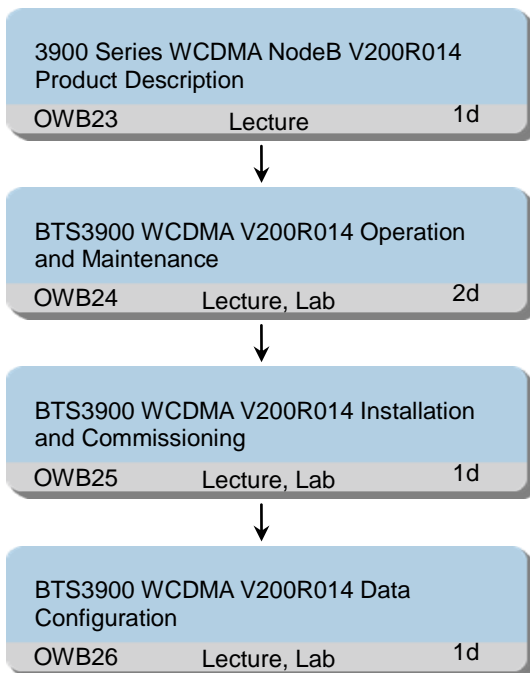 3900 Series WCDMA NodeB V200R014
Product Description
OWB23 Lecture 1d
BTS3900 WCDMA V200R014 Operation
and Maintenance
OWB24 Lecture, Lab 2d
BTS3900 WCDMA V200R014 Installation
and Commissioning
OWB25 Lecture, Lab 1d
BTS3900 WCDMA V200R014 Data
Configuration
OWB26 Lecture, Lab 1d